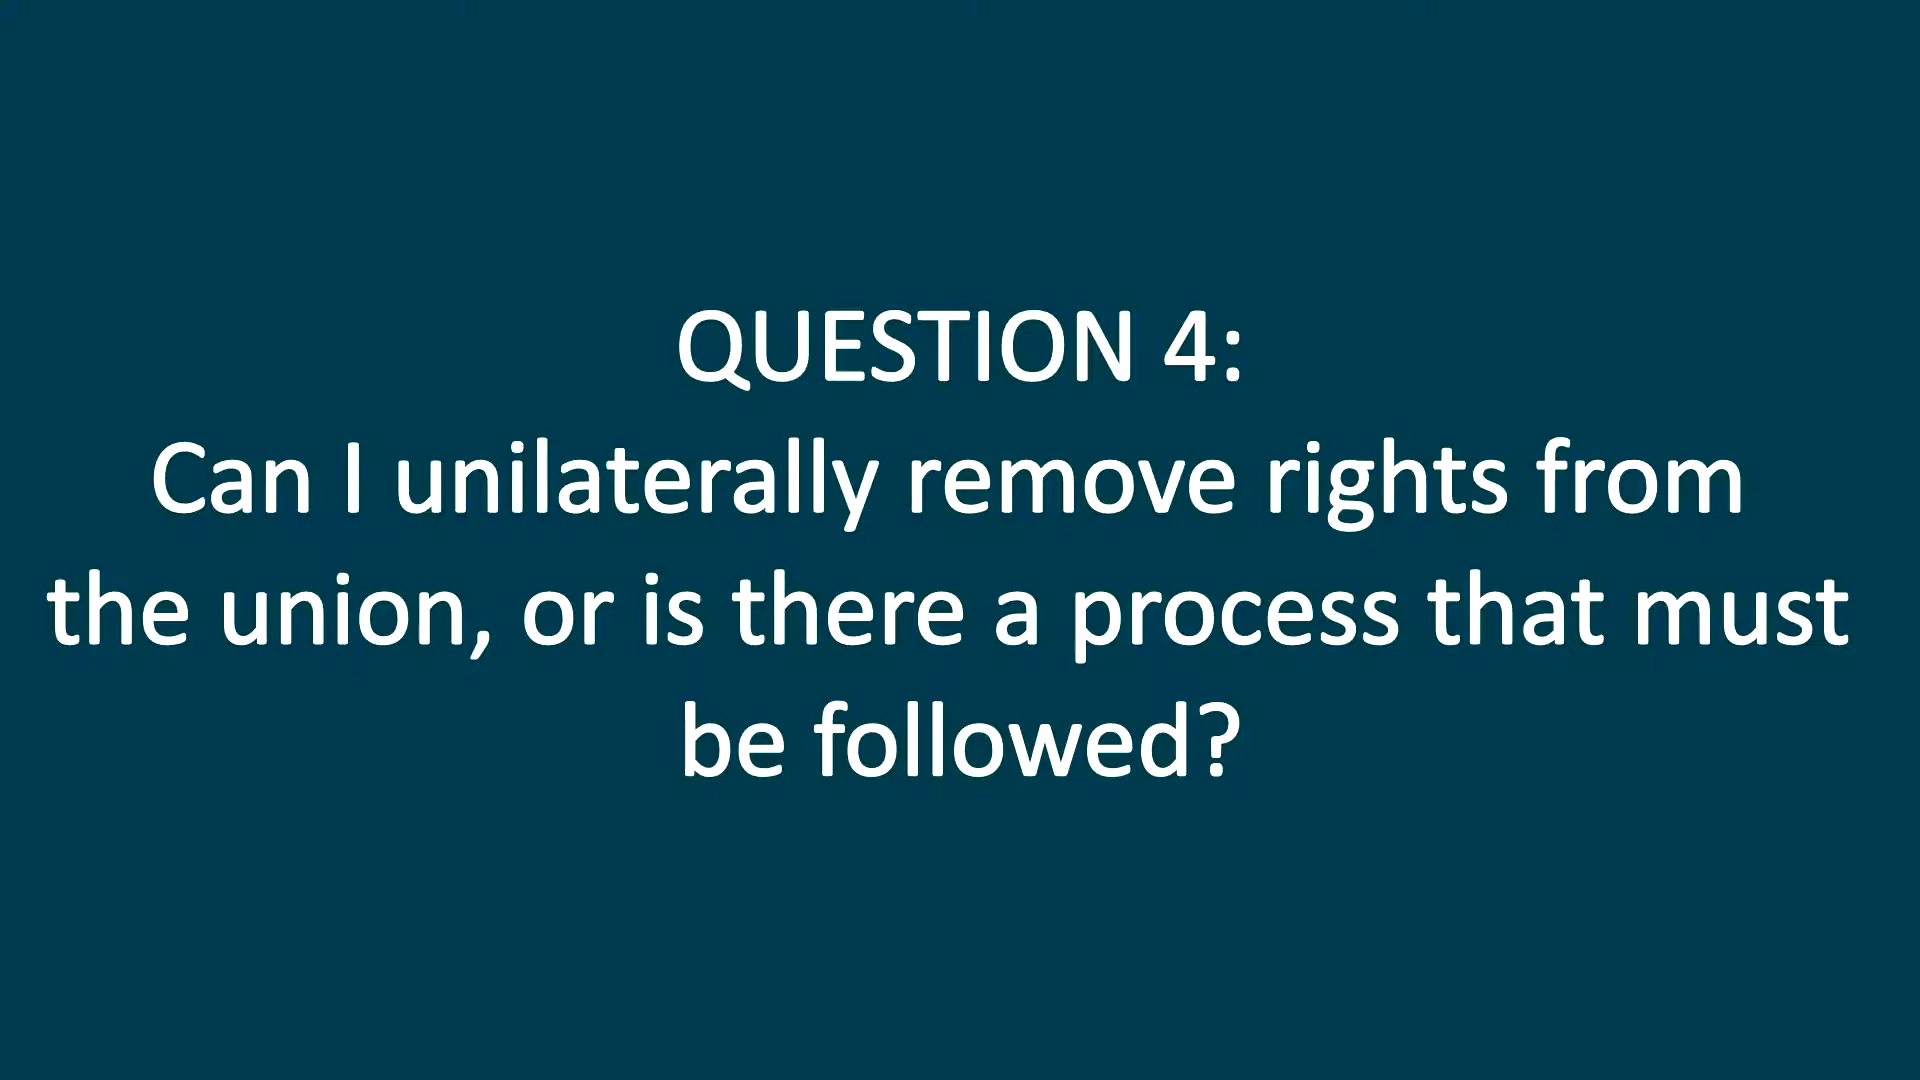 QUESTION 4:
Can I unilaterally remove rights from
the union, or is there a process that must
be followed?